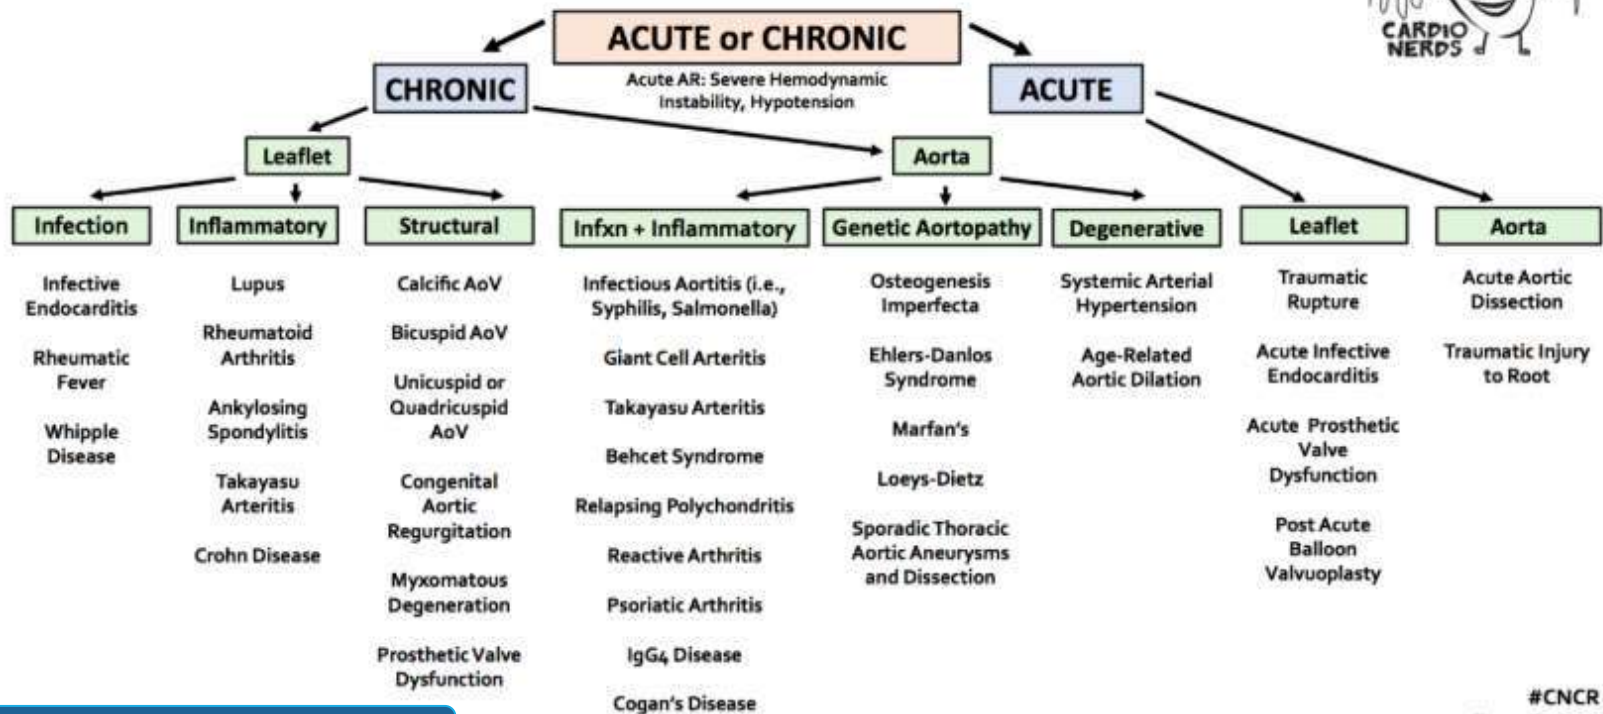 ACUTE or CHRONIC
CARDIO
NERDS
CHRONIC
Acute AR: Severe Hemodynamic
Instability, Hypotension
ACUTE
Leaflet
Aorta
Infection
Inflammatory
Structural
Infxn + Inflammatory
Genetic Aortopathy
Degenerative
Leaflet
Aorta
Infective
Endocarditis
Rheumatic
Fever
Whipple
Disease
Lupus
Rheumatoid
Arthritis
Ankylosing
Spondylitis
Takayasu
Arteritis
Crohn Disease
Calcific AoV
Bicuspid AoV
Unicuspid or
Quadricuspid
AoV
Congenital
Aortic
Regurgitation
Myxomatous
Degeneration
Prosthetic Valve
Dysfunction
Infectious Aortitis (i.e.,
Syphilis, Salmonella)
Giant Cell Arteritis
Takayasu Arteritis
Behcet Syndrome
Relapsing Polychondritis
Reactive Arthritis
Psoriatic Arthritis
IgG4 Disease
Cogan's Disease
Osteogenesis
Imperfecta
Ehlers-Danlos
Syndrome
Marfan's
Loeys-Dietz
Sporadic Thoracic
Aortic Aneurysms
and Dissection
Systemic Arterial
Hypertension
Age-Related
Aortic Dilation
Traumatic
Rupture
Acute Infective
Endocarditis
Acute Prosthetic
Valve
Dysfunction
Post Acute
Balloon
Valvuoplasty
Acute Aortic
Dissection
Traumatic Injury
to Root
#CNCR